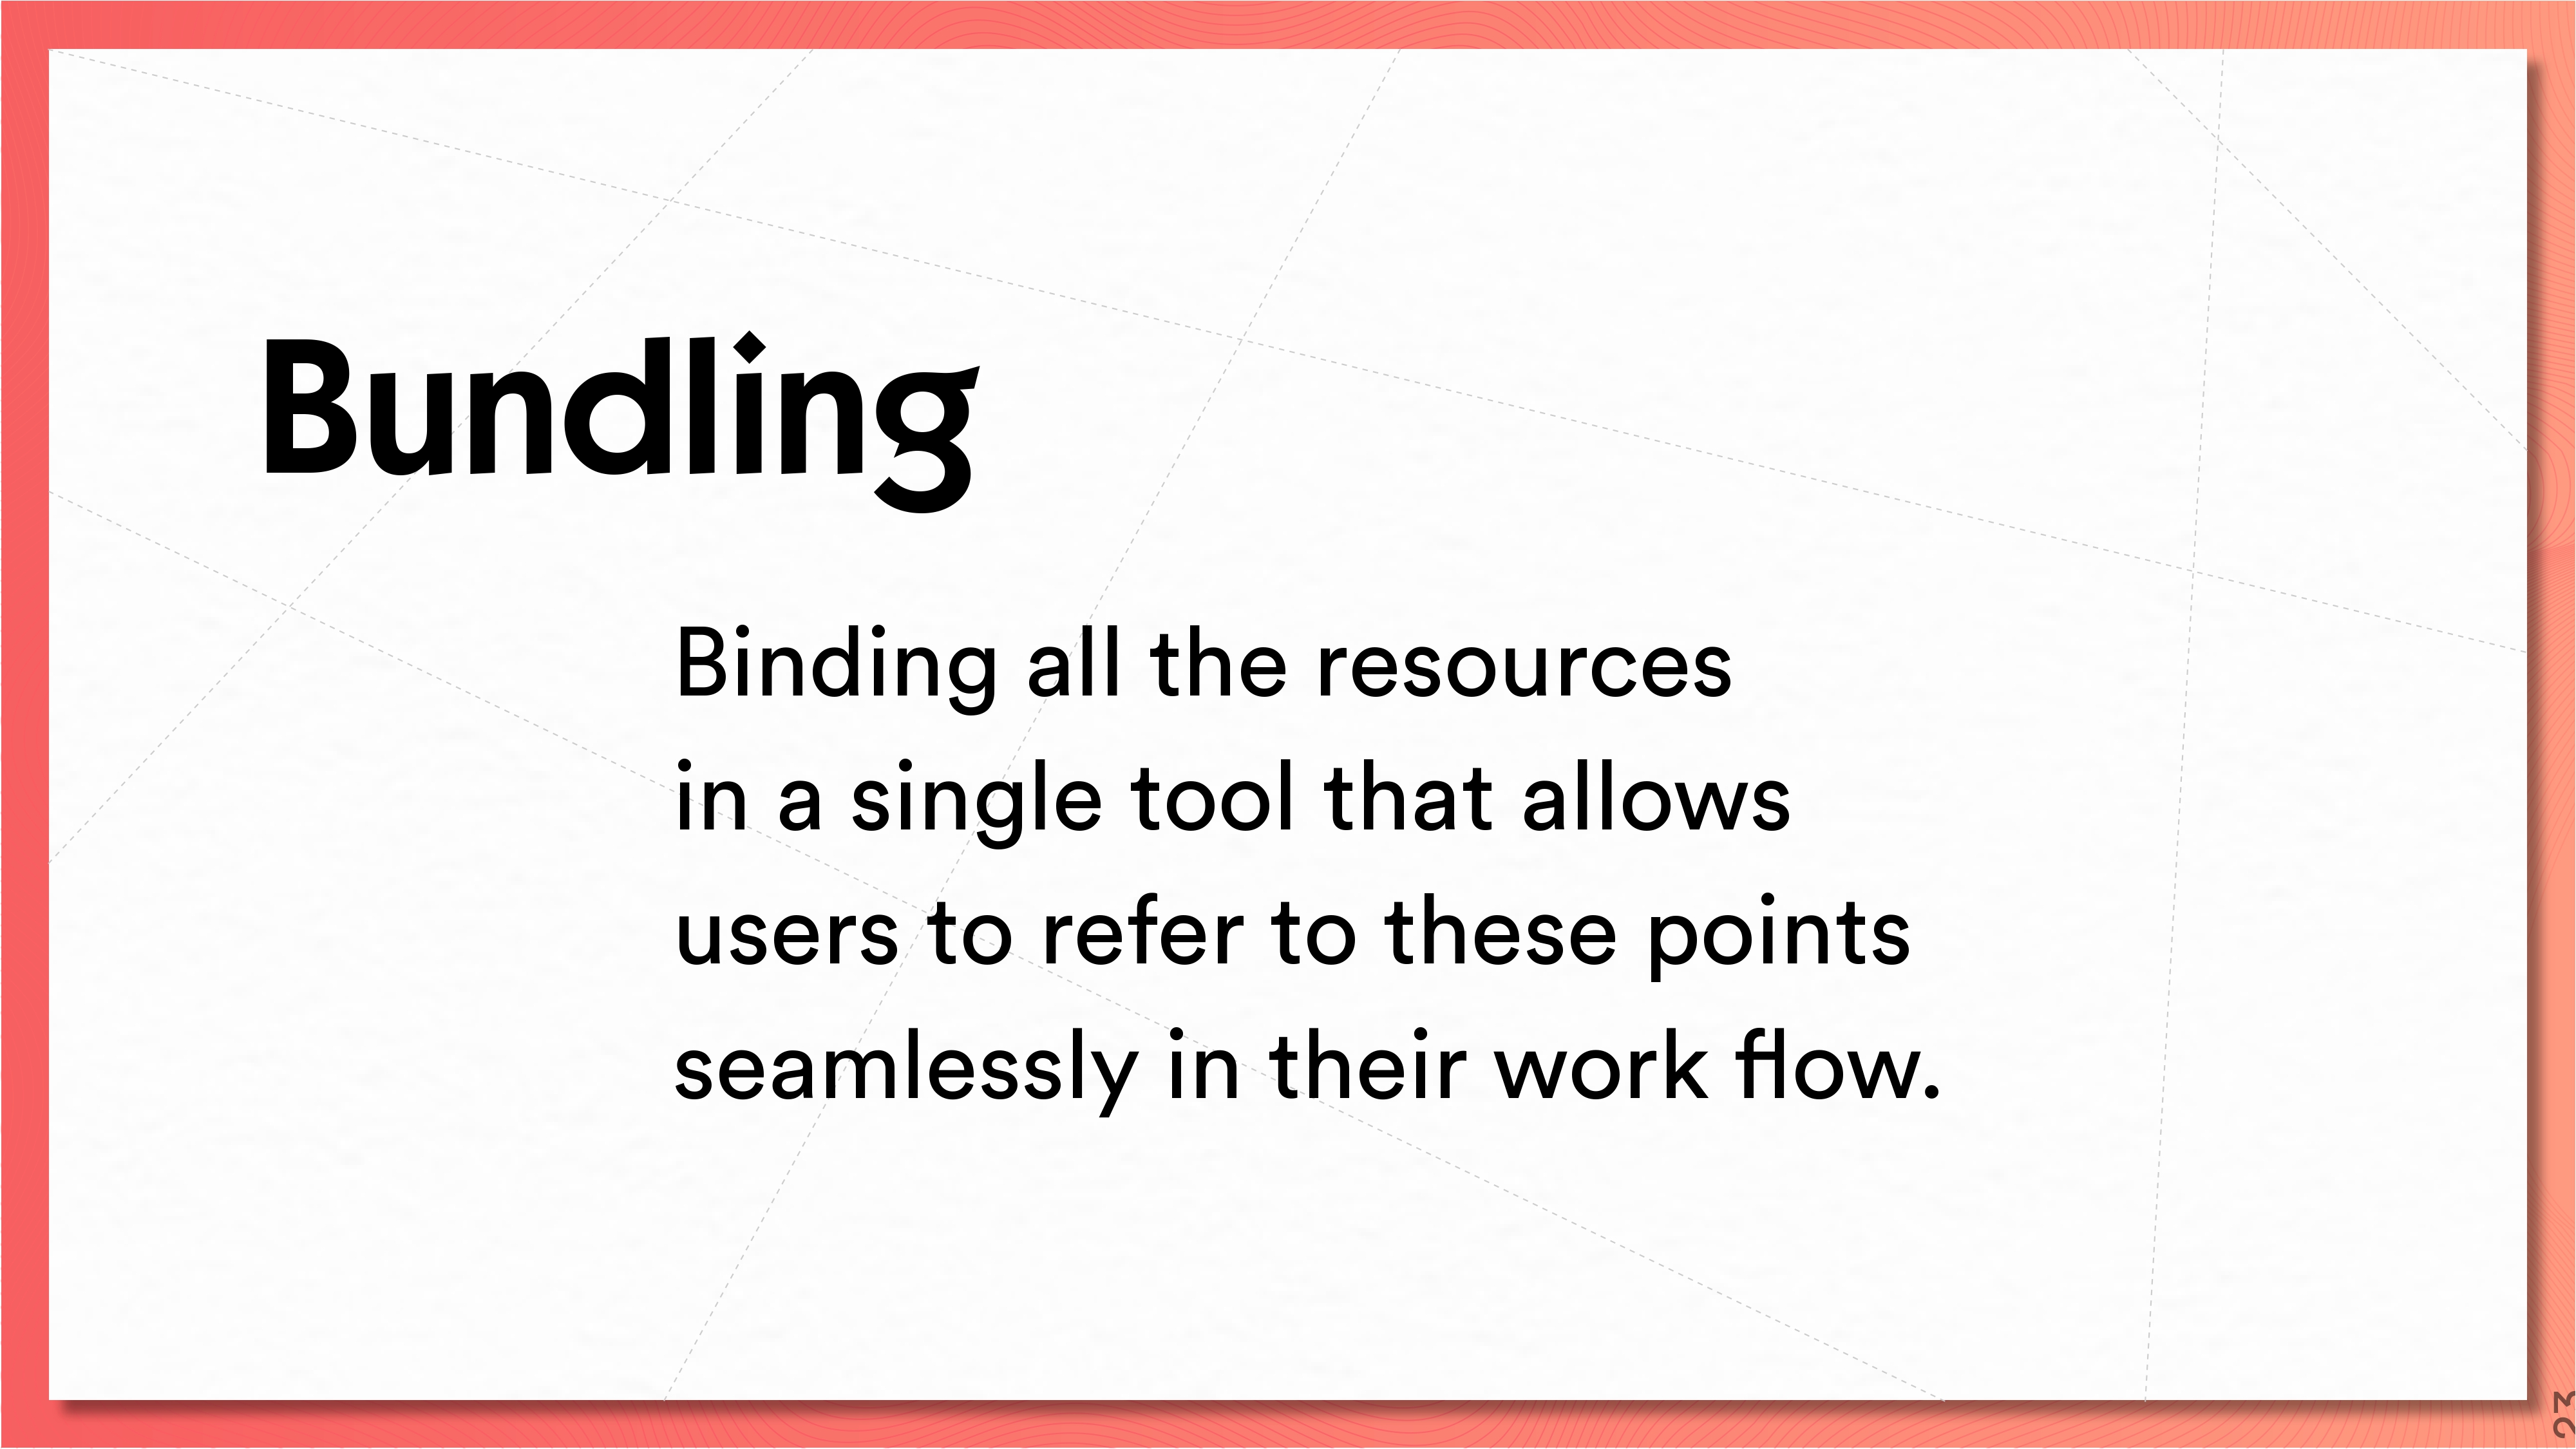 Bundling
Binding all the resources
in a single tool that allows
users to refer to these points
seamlessly in their work flow.
23